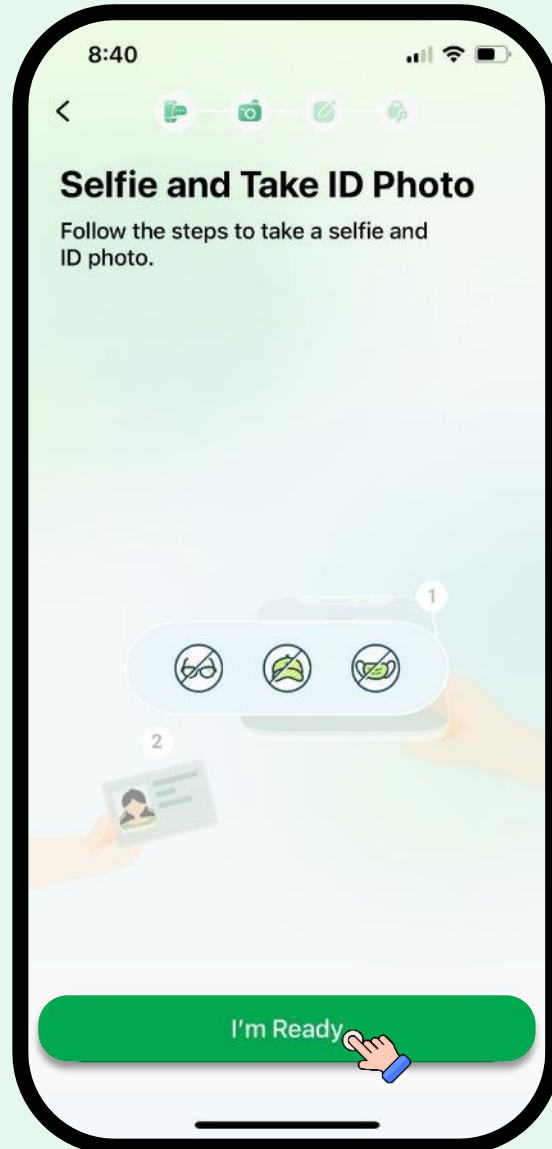 8:40
Selfie and Take ID Photo
Follow the steps to take a selfie and
ID photo.
1
2
I'm Ready